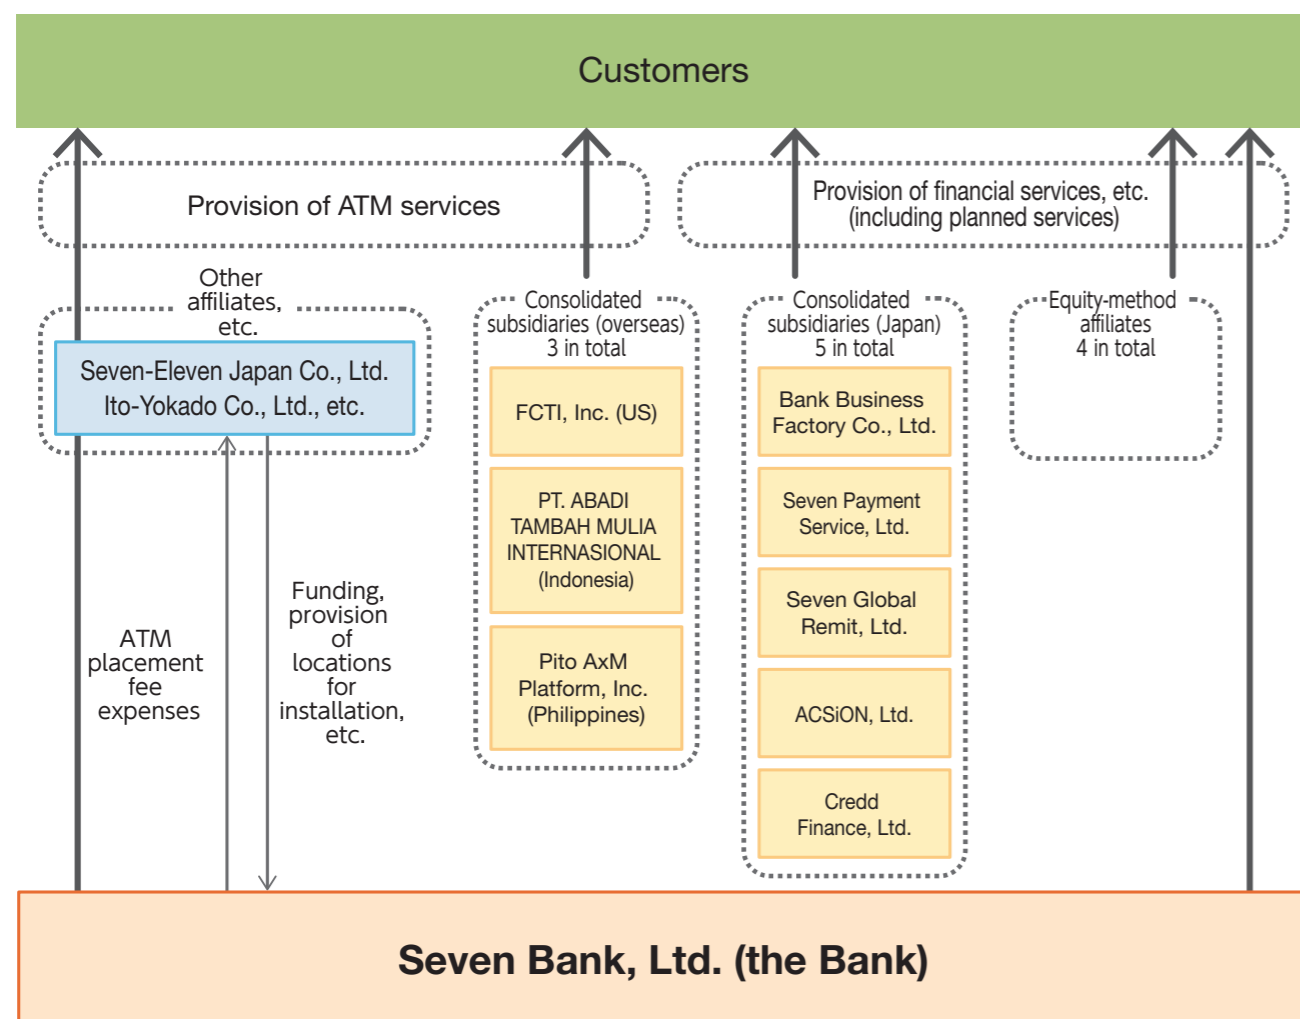 Customers
Provision of ATM services
Provision of financial services, etc.
(including planned services)
Other
affiliates,
etc.
Seven-Eleven Japan Co., Ltd.
Ito-Yokado Co., Ltd., etc.
ATM
placement
fee
expenses
Funding,
provision
of
locations
for
installation,
etc.
Consolidated
subsidiaries (overseas)
3 in total
FCTI, Inc. (US)
PT. ABADI
TAMBAH MULIA
INTERNASIONAL
(Indonesia)
Pito AxM
Platform, Inc.
(Philippines)
Consolidated
subsidiaries (Japan)
5 in total
Bank Business
Factory Co., Ltd.
Seven Payment
Service, Ltd.
Seven Global
Remit, Ltd.
ACSiON, Ltd.
Credd
Finance, Ltd.
Equity-method
affiliates
4 in total
Seven Bank, Ltd. (the Bank)